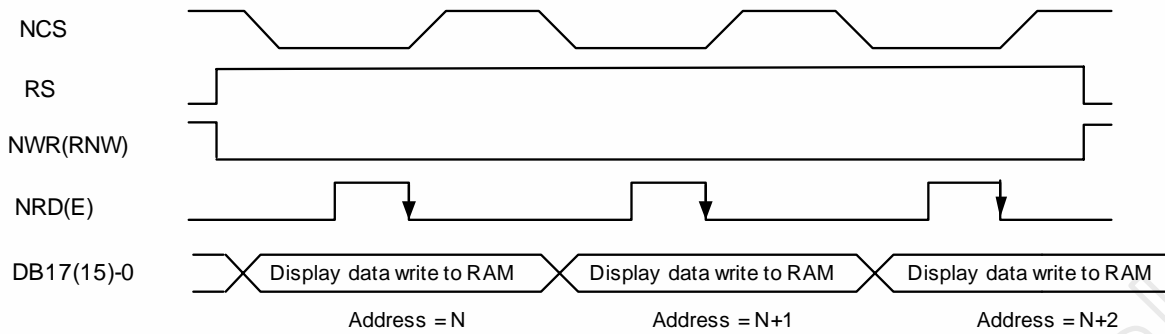 NCS
RS
NWR(RNW)
NRD(E)
DB17(15)-0 Display data write to RAM Display data write to RAM Display data write to RAM
Address = N Address = N+1 Address = N+2